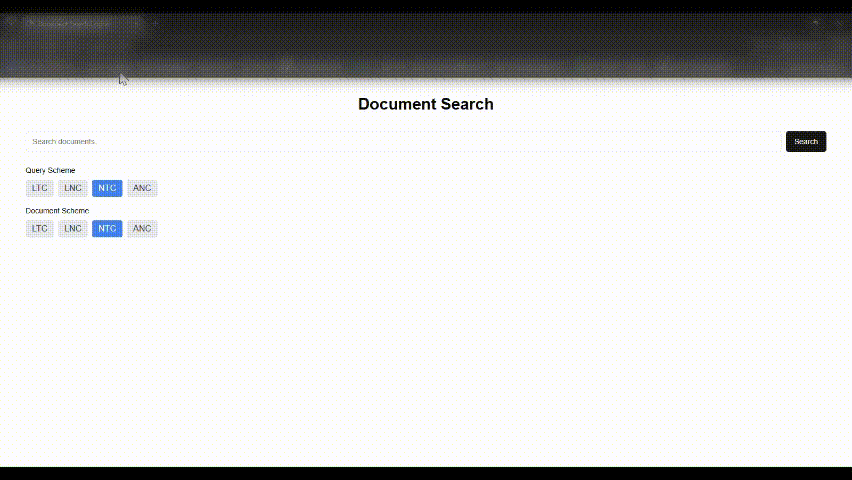 Document Search
Search documents.
Search
Query Scheme
LTC LNC NTC ANC
Document Scheme
LTC LNC NTC ANC